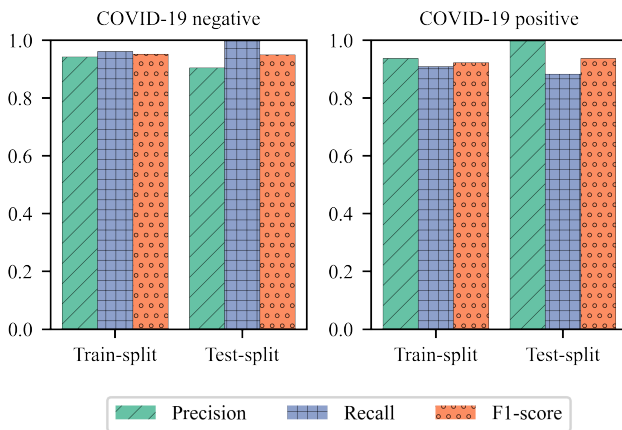 COVID-19 negative
COVID-19 positive
1.0
0.8
0.6
0.4
0.2
0.0
Train-split
Test-split
1.0
0.8
0.6
0.4
0.2
0.0
Train-split
Test-split
Precision
Recall
F1-score